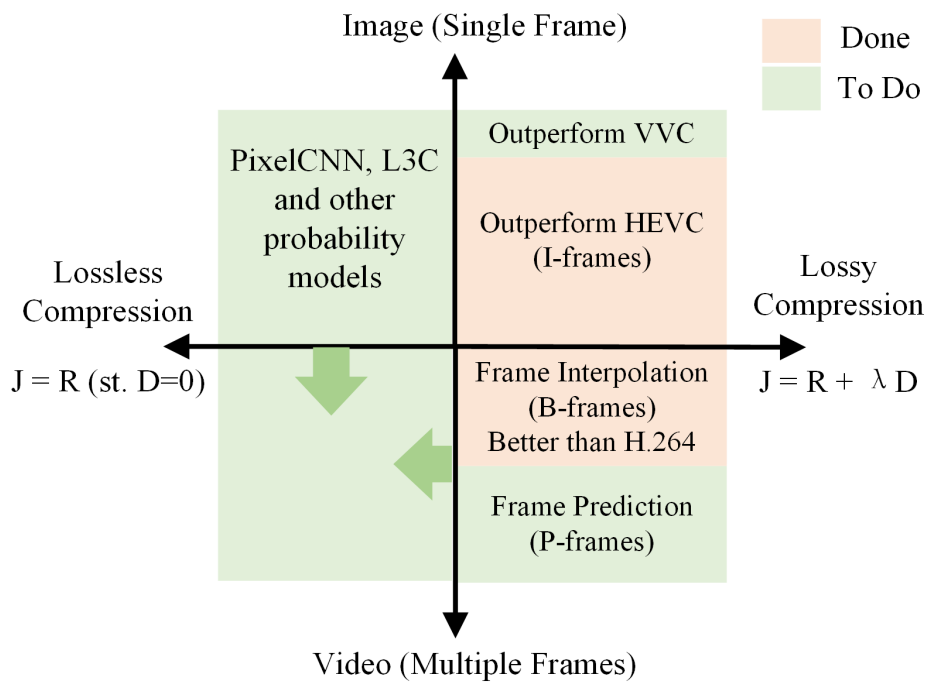 Image (Single Frame)
Done
To Do
Outperform VVC
PixelCNN, L3C
and other
probability
models
Outperform HEVC
(I-frames)
Lossless
Compression
Lossy
Compression
J = R (st. D=0)
J = R + λ D
Frame Interpolation
(B-frames)
Better than H.264
Frame Prediction
(P-frames)
Video (Multiple Frames)